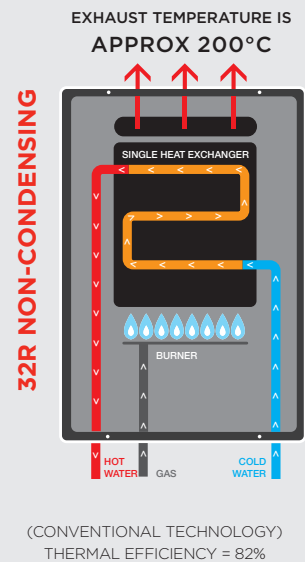 EXHAUST TEMPERATURE IS
APPROX 200°C
32R NON-CONDENSING
SINGLE HEAT EXCHANGER
BURNER
HOT
WATER
GAS
COLD
WATER
(CONVENTIONAL TECHNOLOGY)
THERMAL EFFICIENCY = 82%